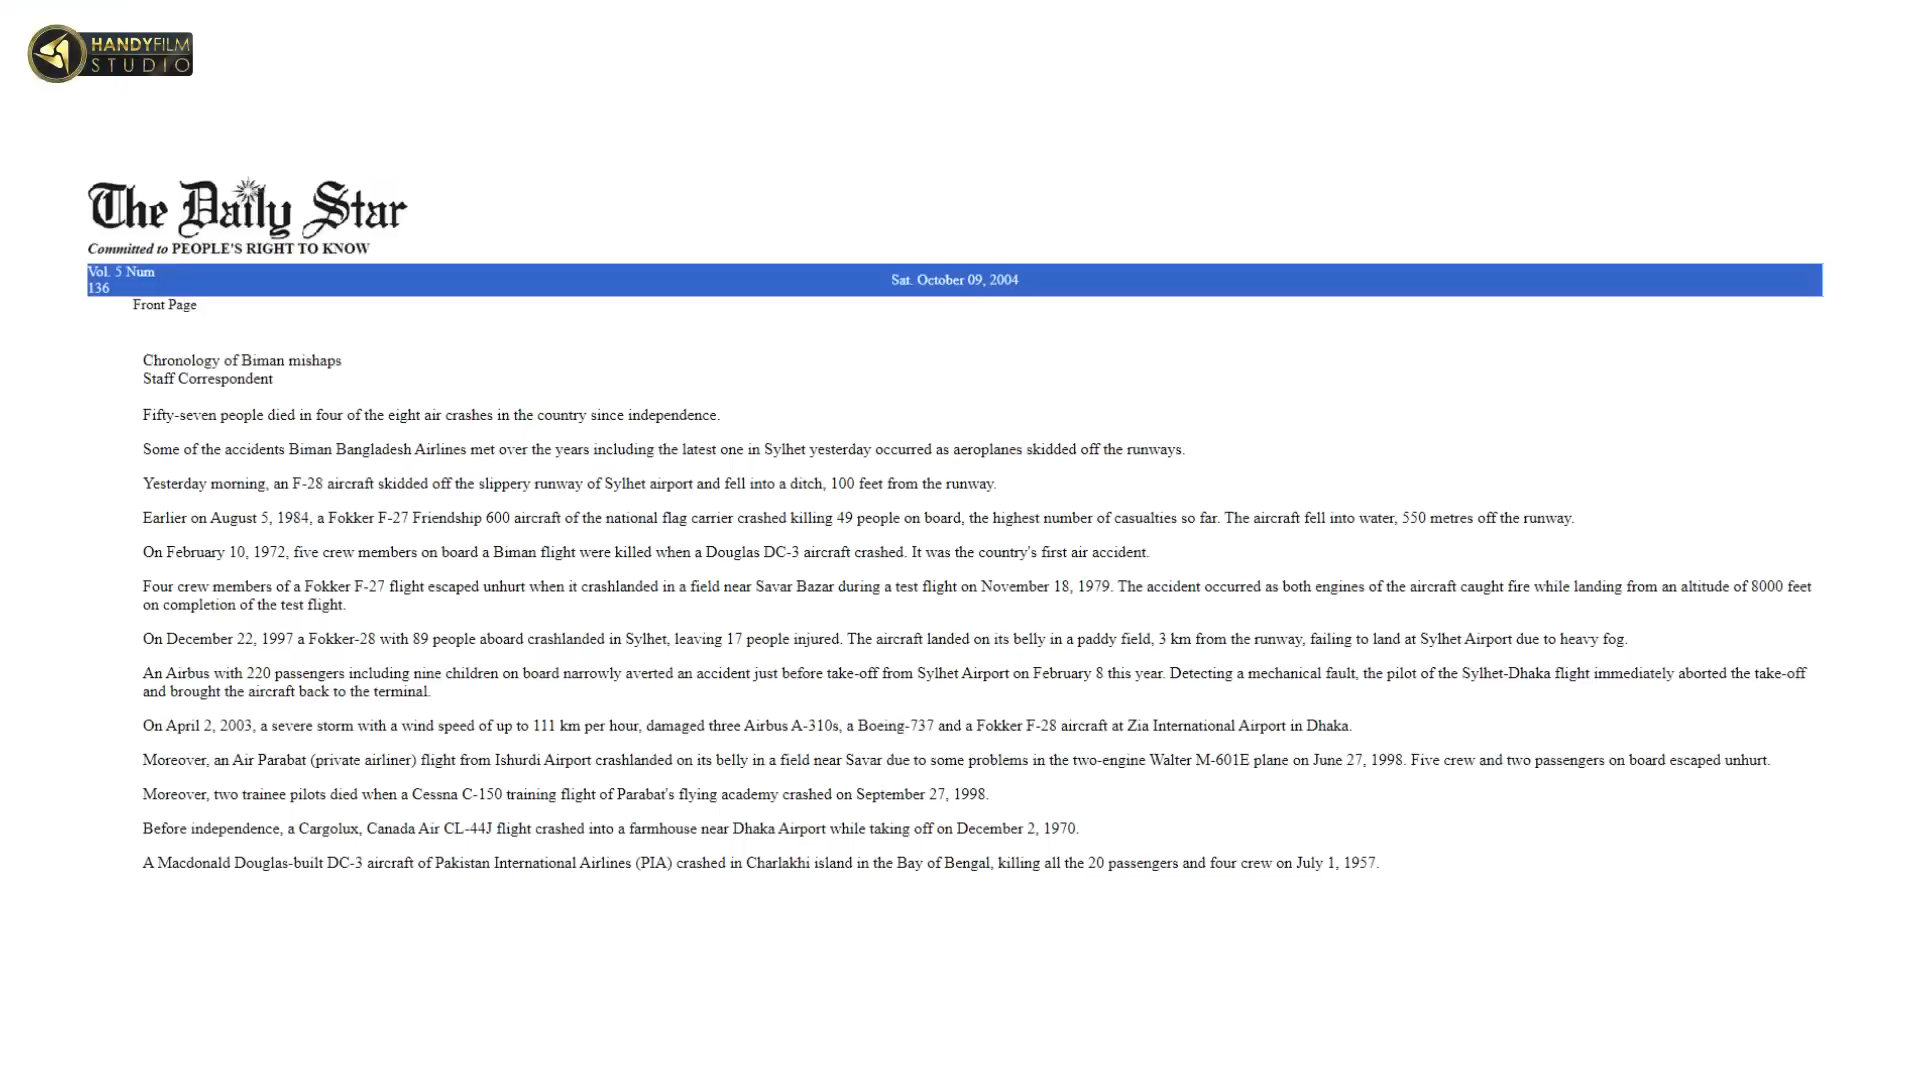 HANDYFILM
STUDIO
The Daily Star
Committed to PEOPLE'S RIGHT TO KNOW
Vol. 5 Num
136
Sat. October 09, 2004
Front Page
Chronology of Biman mishaps
Staff Correspondent
Fifty-seven people died in four of the eight air crashes in the country since independence.
Some of the accidents Biman Bangladesh Airlines met over the years including the latest one in Sylhet yesterday occurred as aeroplanes skidded off the runways.
Yesterday morning, an F-28 aircraft skidded off the slippery runway of Sylhet airport and fell into a ditch, 100 feet from the runway.
Earlier on August 5, 1984, a Fokker F-27 Friendship 600 aircraft of the national flag carrier crashed killing 49 people on board, the highest number of casualties so far. The aircraft fell into water, 550 metres off the runway.
On February 10, 1972, five crew members on board a Biman flight were killed when a Douglas DC-3 aircraft crashed. It was the country's first air accident.
Four crew members of a Fokker F-27 flight escaped unhurt when it crashlanded in a field near Savar Bazar during a test flight on November 18, 1979. The accident occurred as both engines of the aircraft caught fire while landing from an altitude of 8000 feet
on completion of the test flight.
On December 22, 1997 a Fokker-28 with 89 people aboard crashlanded in Sylhet, leaving 17 people injured. The aircraft landed on its belly in a paddy field, 3 km from the runway, failing to land at Sylhet Airport due to heavy fog.
An Airbus with 220 passengers including nine children on board narrowly averted an accident just before take-off from Sylhet Airport on February 8 this year. Detecting a mechanical fault, the pilot of the Sylhet-Dhaka flight immediately aborted the take-off
and brought the aircraft back to the terminal.
On April 2, 2003, a severe storm with a wind speed of up to 111 km per hour, damaged three Airbus A-310s, a Boeing-737 and a Fokker F-28 aircraft at Zia International Airport in Dhaka.
Moreover, an Air Parabat (private airliner) flight from Ishurdi Airport crashlanded on its belly in a field near Savar due to some problems in the two-engine Walter M-601E plane on June 27, 1998. Five crew and two passengers on board escaped unhurt.
Moreover, two trainee pilots died when a Cessna C-150 training flight of Parabat's flying academy crashed on September 27, 1998.
Before independence, a Cargolux, Canada Air CL-44J flight crashed into a farmhouse near Dhaka Airport while taking off on December 2, 1970.
A Macdonald Douglas-built DC-3 aircraft of Pakistan International Airlines (PIA) crashed in Charlakhi island in the Bay of Bengal, killing all the 20 passengers and four crew on July 1, 1957.